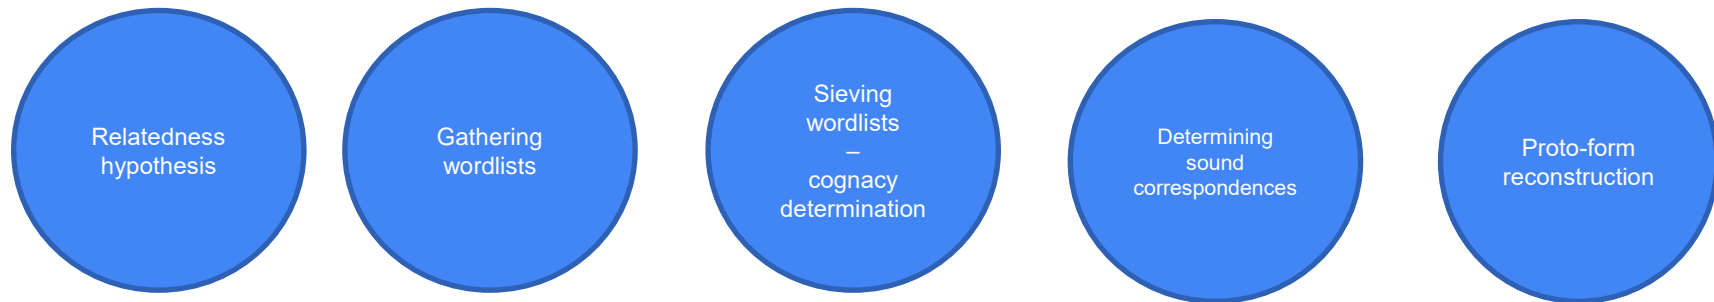 Relatedness
hypothesis
Gathering
wordlists
Sieving
wordlists
–
cognacy
determination
Determining
sound
correspondences
Proto-form
reconstruction